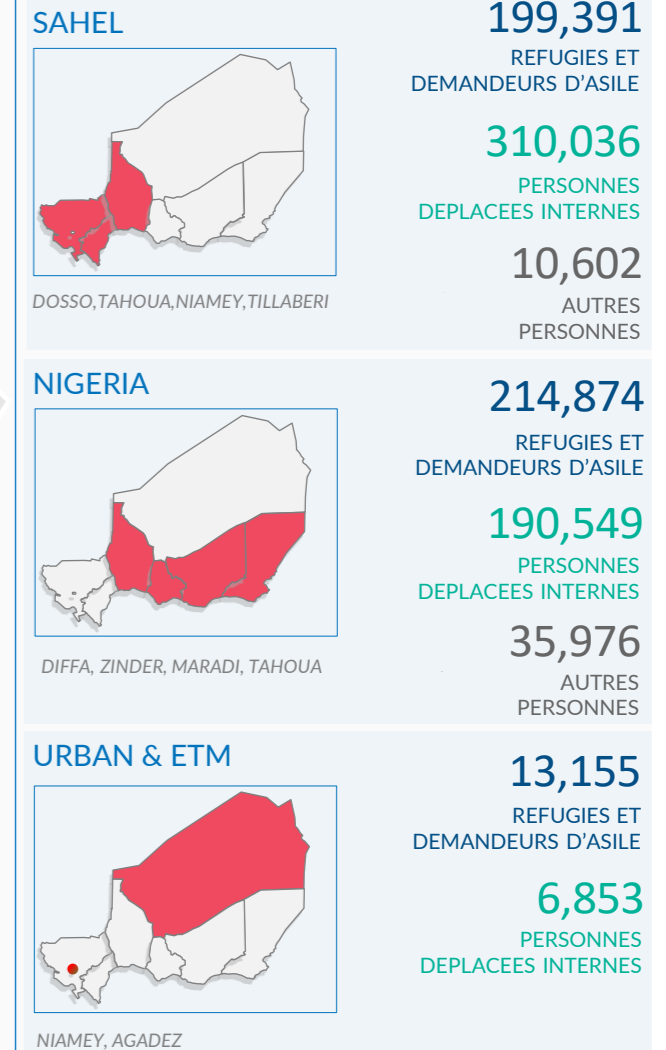 SAHEL
199,391
REFUGIES ET
DEMANDEURS D'ASILE
310,036
PERSONNES
DEPLACEES INTERNES
10,602
AUTRES
PERSONNES
DOSSO,TAHOUA,NIAMEY,TILLABERI
NIGERIA
214,874
REFUGIES ET
DEMANDEURS D'ASILE
190,549
PERSONNES
DEPLACEES INTERNES
35,976
AUTRES
PERSONNES
DIFFA, ZINDER, MARADI, TAHOUA
URBAN & ETM
13,155
REFUGIES ET
DEMANDEURS D'ASILE
6,853
PERSONNES
DEPLACEES INTERNES
NIAMEY, AGADEZ